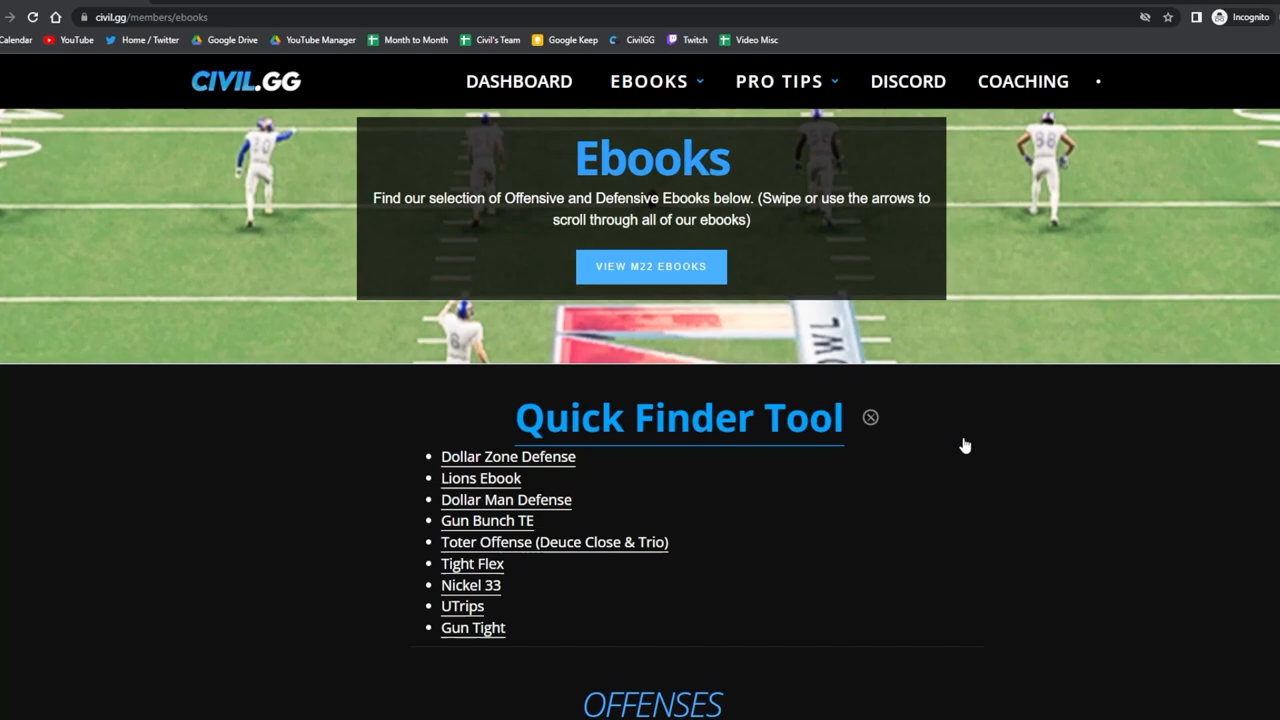 civil.gg/members/ebooks
Incognito
Calendar
YouTube
Home / Twitter
Google Drive
YouTube Manager
Month to Month
Civil's Team
Google Keep
CivilGG
Twitch
Video Misc
CIVIL.GG
DASHBOARD
EBOOKS
PRO TIPS
DISCORD
COACHING
Ebooks
Find our selection of Offensive and Defensive Ebooks below. (Swipe or use the arrows to
scroll through all of our ebooks)
VIEW M22 EBOOKS
Quick Finder Tool
Dollar Zone Defense
Lions Ebook
Dollar Man Defense
Gun Bunch TE
Toter Offense (Deuce Close & Trio)
Tight Flex
Nickel 33
UTrips
Gun Tight
OFFENSES